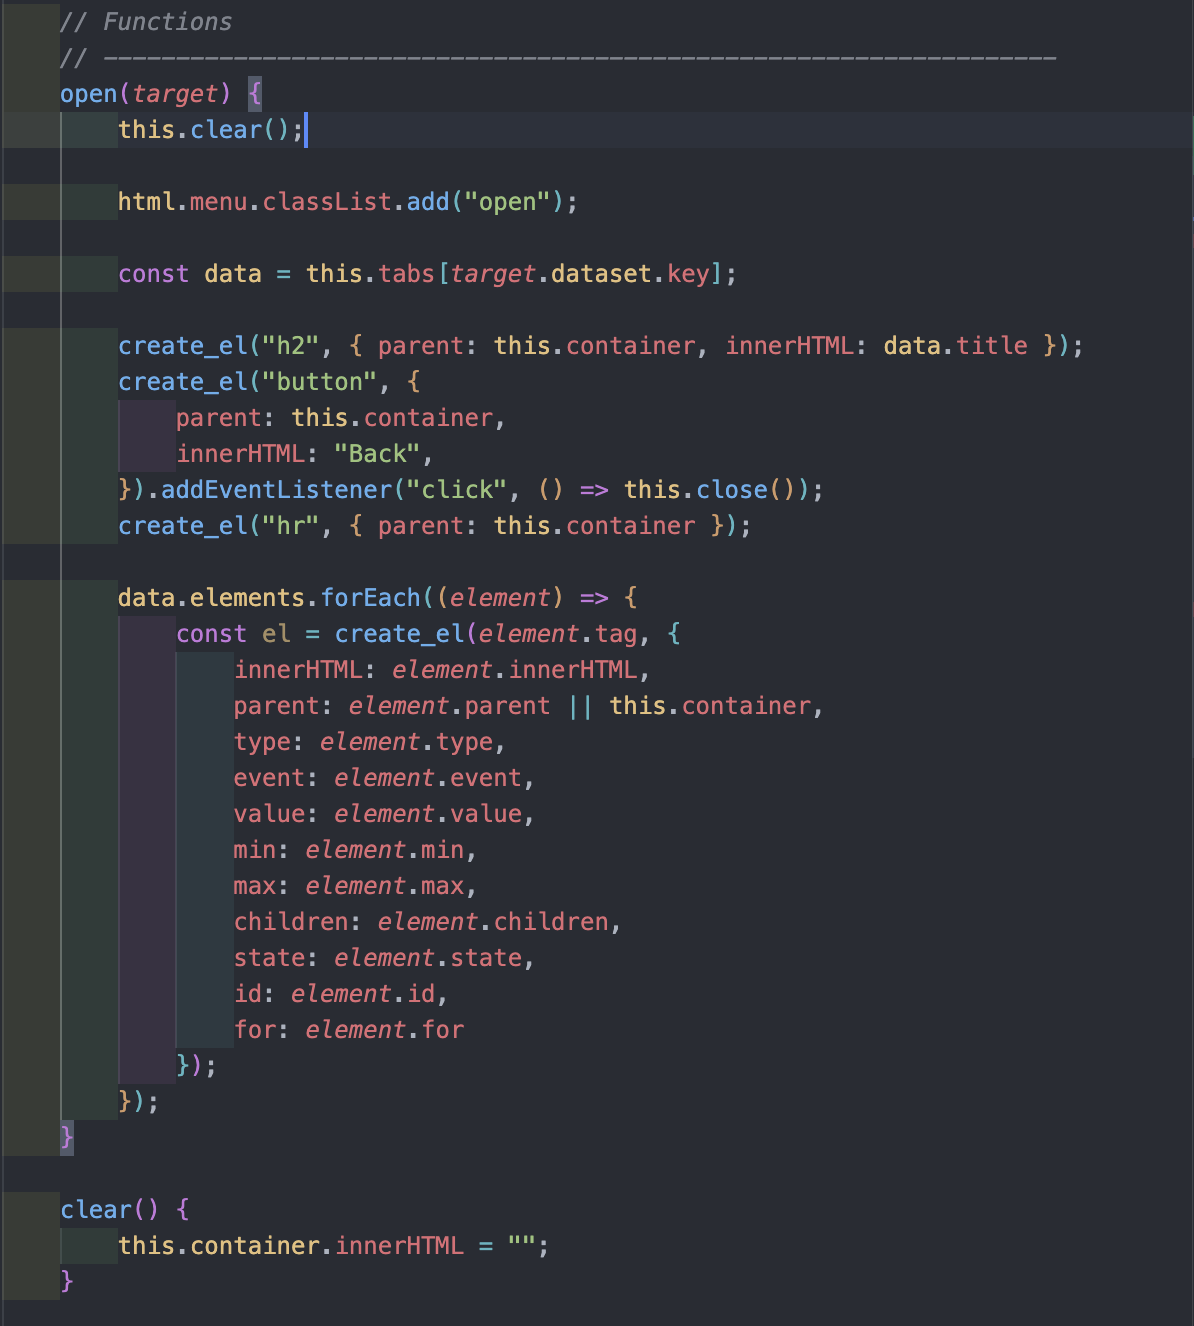 // Functions
// ------------------------------------------------------------------
open(target) {
    this.clear();
    html.menu.classList.add("open");
    const data = this.tabs[target.dataset.key];
    create_el("h2", { parent: this.container, innerHTML: data.title });
    create_el("button", {
        parent: this.container,
        innerHTML: "Back",
    }).addEventListener("click", () => this.close());
    create_el("hr", { parent: this.container });
    data.elements.forEach((element) => {
        const el = create_el(element.tag, {
            innerHTML: element.innerHTML,
            parent: element.parent || this.container,
            type: element.type,
            event: element.event,
            value: element.value,
            min: element.min,
            max: element.max,
            children: element.children,
            state: element.state,
            id: element.id,
            for: element.for
        });
    });
}
clear() {
    this.container.innerHTML = "";
}